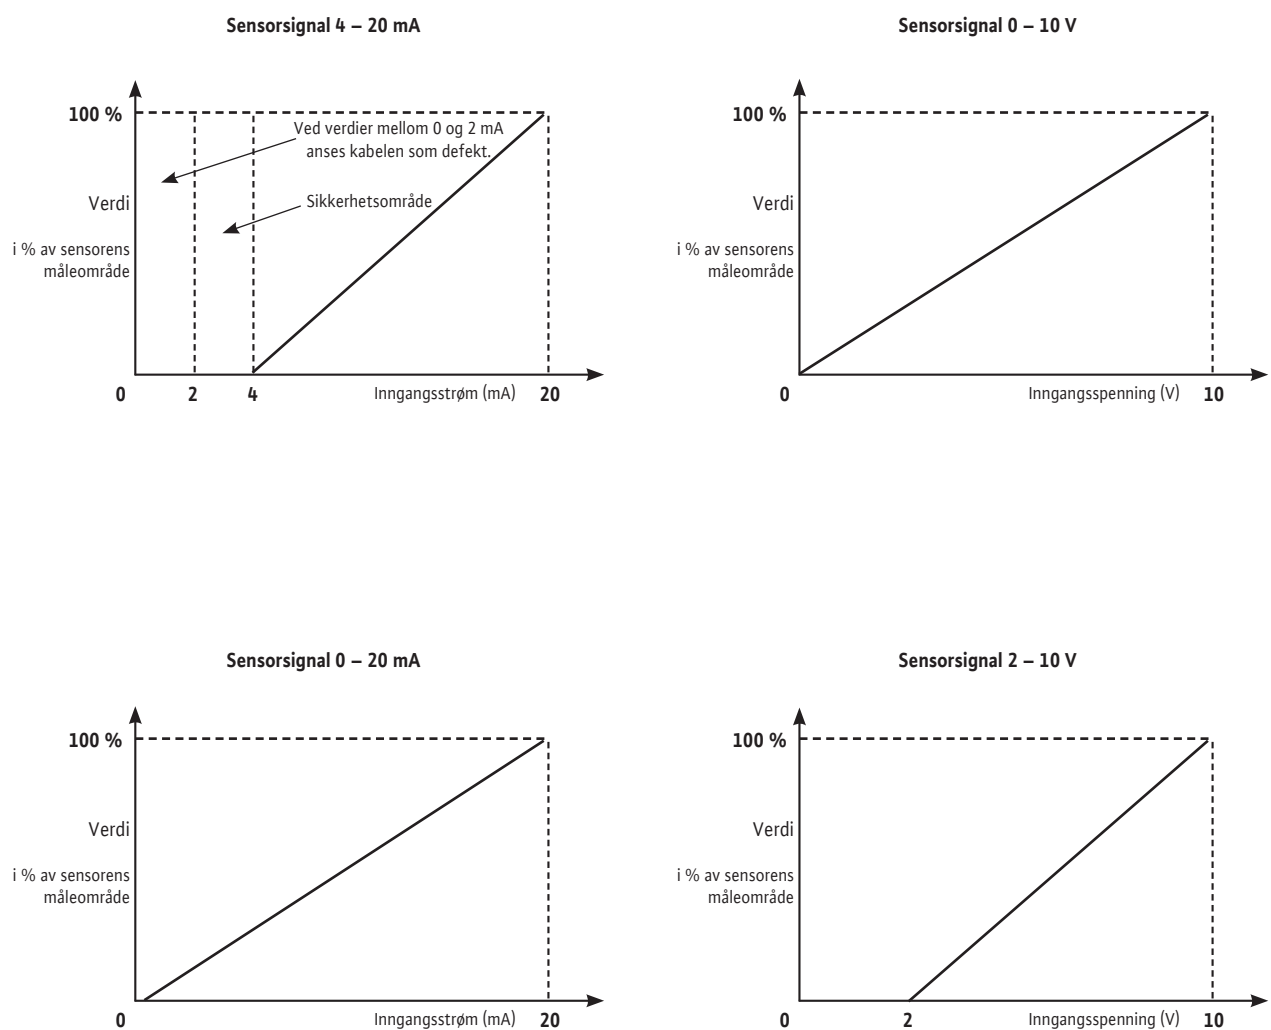 Sensorsignal 4 – 20 mA
100 %
Ved verdier mellom 0 og 2 mA
anses kabelen som defekt.
Verdi
Sikkerhetsområde
i % av sensorens
måleområde
0
2
4
Inngangsstrøm (mA)
20
Sensorsignal 0 – 10 V
100 %
Verdi
i % av sensorens
måleområde
0
Inngangsspenning (V)
10
Sensorsignal 0 – 20 mA
100 %
Verdi
i % av sensorens
måleområde
0
Inngangsstrøm (mA)
20
Sensorsignal 2 – 10 V
100 %
Verdi
i % av sensorens
måleområde
0
2
Inngangsspenning (V)
10